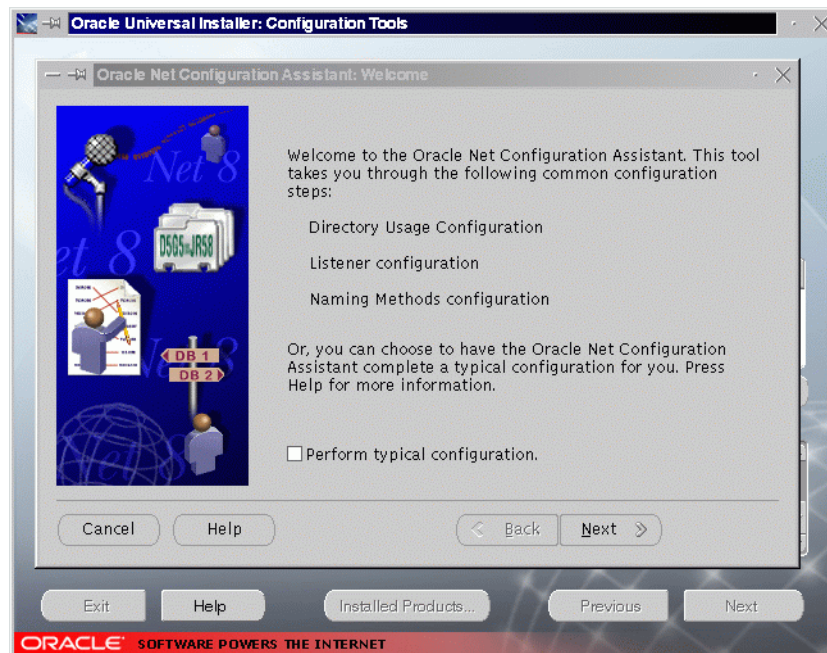 Oracle Universal Installer: Configuration Tools
Oracle Net Configuration Assistant: Welcome
Net 8
et 8
D5G5
JR58
DB 1
DB 2
Welcome to the Oracle Net Configuration Assistant. This tool
takes you through the following common configuration
steps:
Directory Usage Configuration
Listener configuration
Naming Methods configuration
Or, you can choose to have the Oracle Net Configuration
Assistant complete a typical configuration for you. Press
Help for more information.
Perform typical configuration.
Cancel
Help
Back
Next
Exit
Help
Installed Products...
Previous
Next
ORACLE SOFTWARE POWERS THE INTERNET